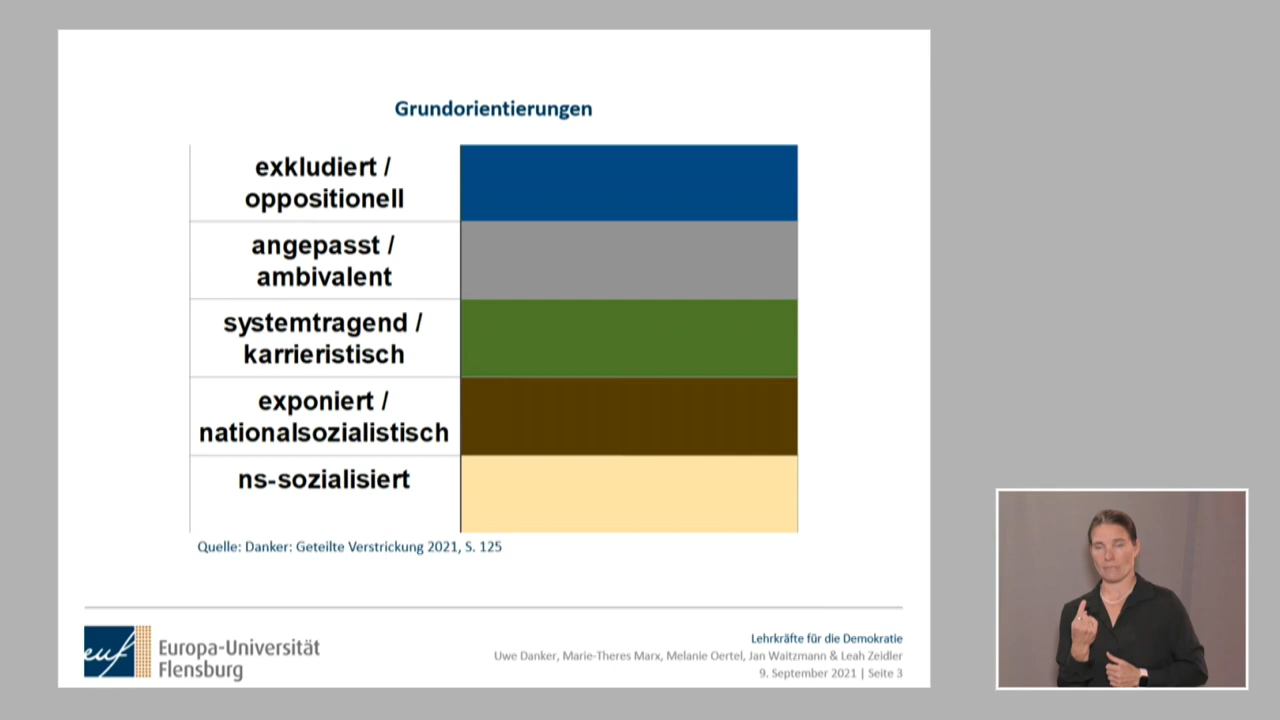 Grundorientierungen
exkludiert /
oppositionell
angepasst /
ambivalent
systemtragend /
karrieristisch
exponiert /
nationalsozialistisch
ns-sozialisiert
Quelle: Danker: Geteilte Verstrickung 2021, S. 125
euf
Europa-Universität
Flensburg
Lehrkräfte für die Demokratie
Uwe Danker, Marie-Theres Marx, Melanie Oertel, Jan Waitzmann & Leah Zeidler
9. September 2021 | Seite 3